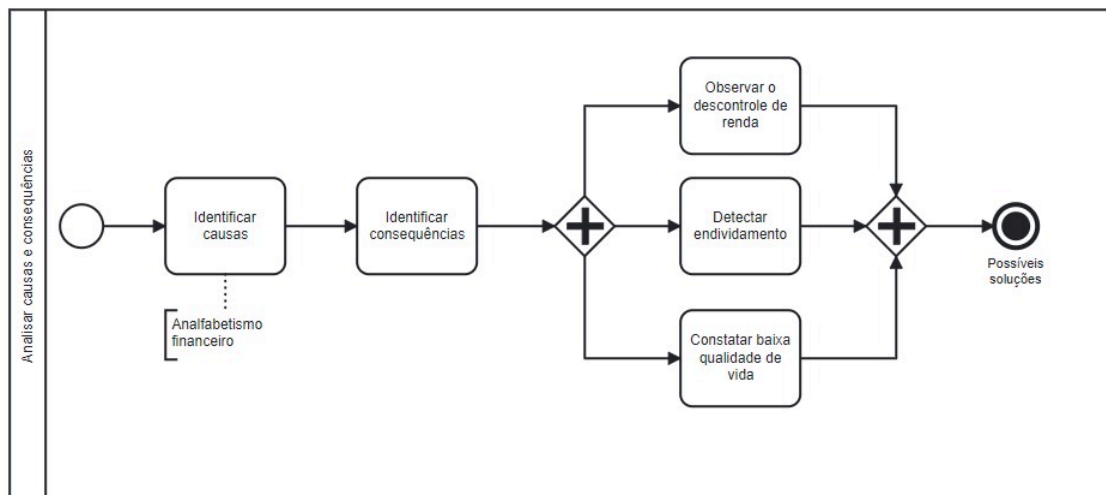 Analisar causas e consequências
Identificar
causas
Analfabetismo
financeiro
Identificar
consequências
Observar o
descontrole de
renda
Detectar
endividamento
Constatar baixa
qualidade de
vida
Possíveis
soluções